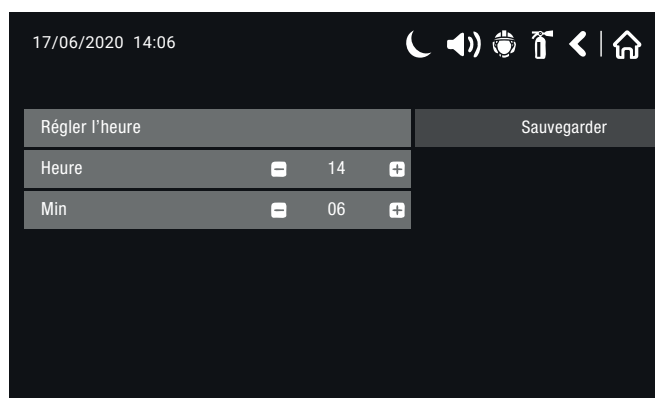 17/06/2020 14:06
Régler l'heure
Sauvegarder
Heure 14
Min 06